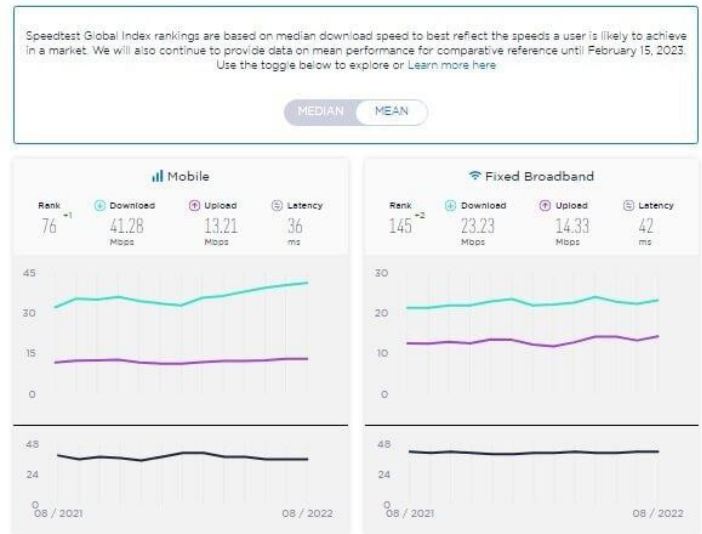 Speedtest Global Index rankings are based on median download speed to best reflect the speeds a user is likely to achieve
in a market. We will also continue to provide data on mean performance for comparative reference until February 15, 2023.
Use the toggle below to explore or Learn more here
MEDIAN MEAN
Mobile
Rank Download Upload Latency
76 +1 41.28 13.21 36
Mbps Mbps ms
45
30
15
0
48
24
0
08 / 2021 08 / 2022
Fixed Broadband
Rank Download Upload Latency
145 +2 23.23 14.33 42
Mbps Mbps ms
30
20
10
0
48
24
0
08 / 2021 08 / 2022